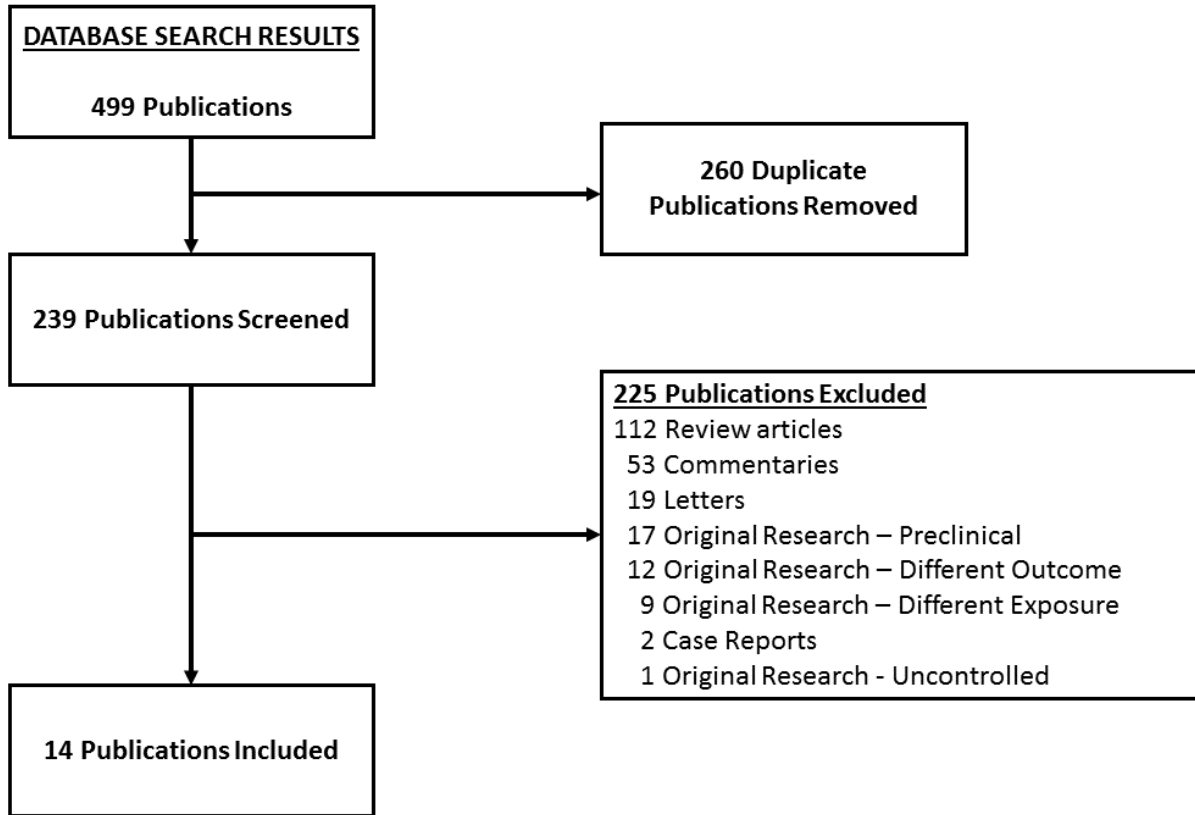 DATABASE SEARCH RESULTS
499 Publications
260 Duplicate
Publications Removed
239 Publications Screened
225 Publications Excluded
112 Review articles
53 Commentaries
19 Letters
17 Original Research – Preclinical
12 Original Research – Different Outcome
9 Original Research – Different Exposure
2 Case Reports
1 Original Research - Uncontrolled
14 Publications Included